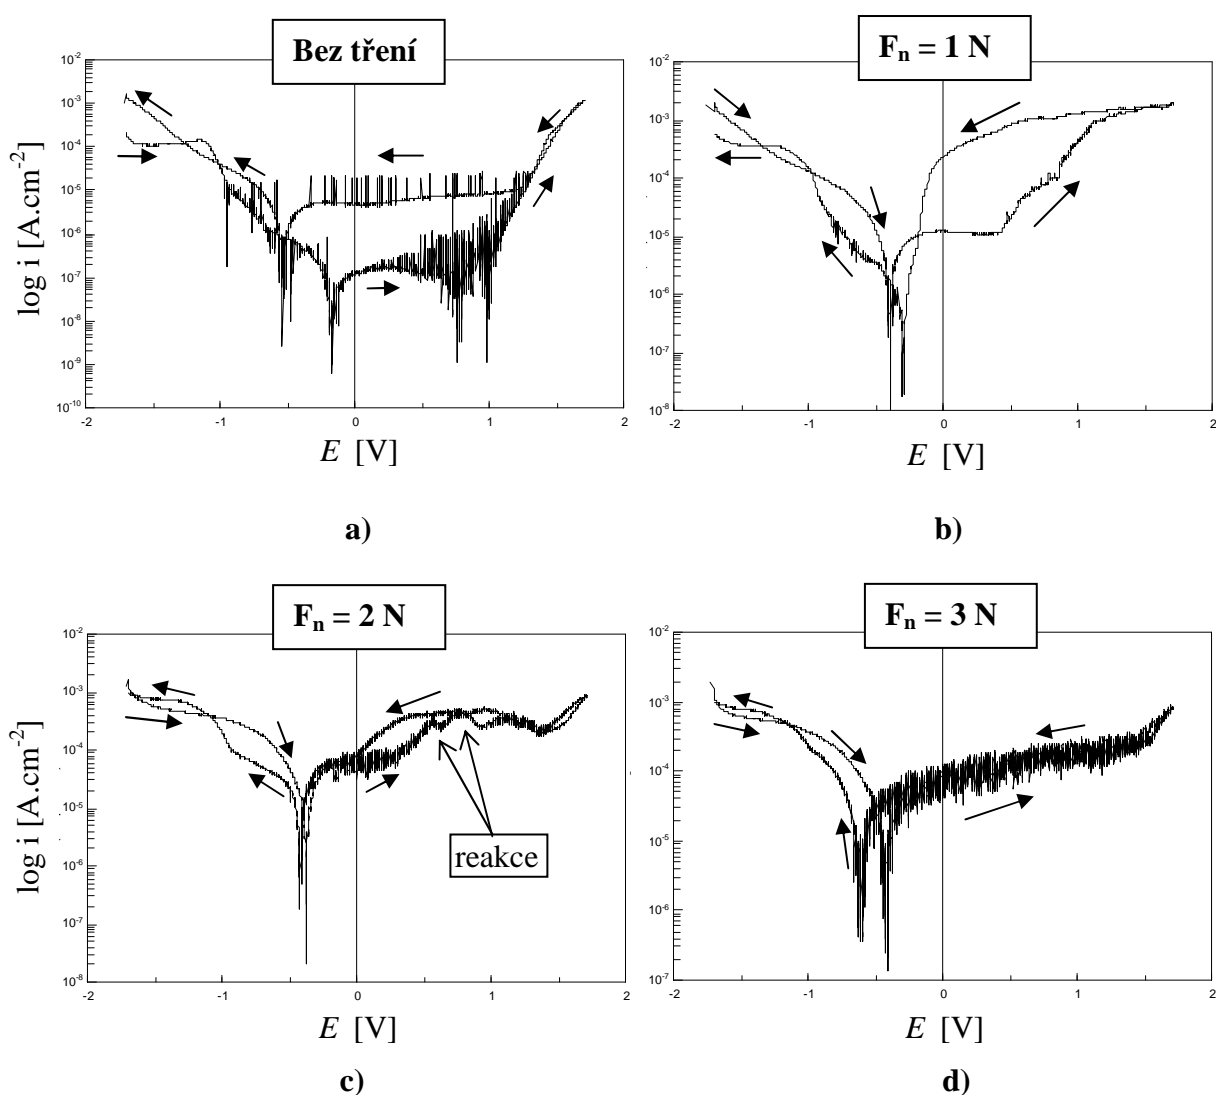 Bez tření
log i [A.cm⁻²]
10⁻²
10⁻³
10⁻⁴
10⁻⁵
10⁻⁶
10⁻⁷
10⁻⁸
10⁻⁹
10⁻¹⁰
-2 -1 0 1 2
E [V]
a)
Fₙ = 1 N
10⁻²
10⁻³
10⁻⁴
10⁻⁵
10⁻⁶
10⁻⁷
10⁻⁸
-2 -1 0 1 2
E [V]
b)
Fₙ = 2 N
log i [A.cm⁻²]
10⁻²
10⁻³
10⁻⁴
10⁻⁵
10⁻⁶
10⁻⁷
10⁻⁸
reakce
-2 -1 0 1 2
E [V]
c)
Fₙ = 3 N
10⁻²
10⁻³
10⁻⁴
10⁻⁵
10⁻⁶
10⁻⁷
-2 -1 0 1 2
E [V]
d)